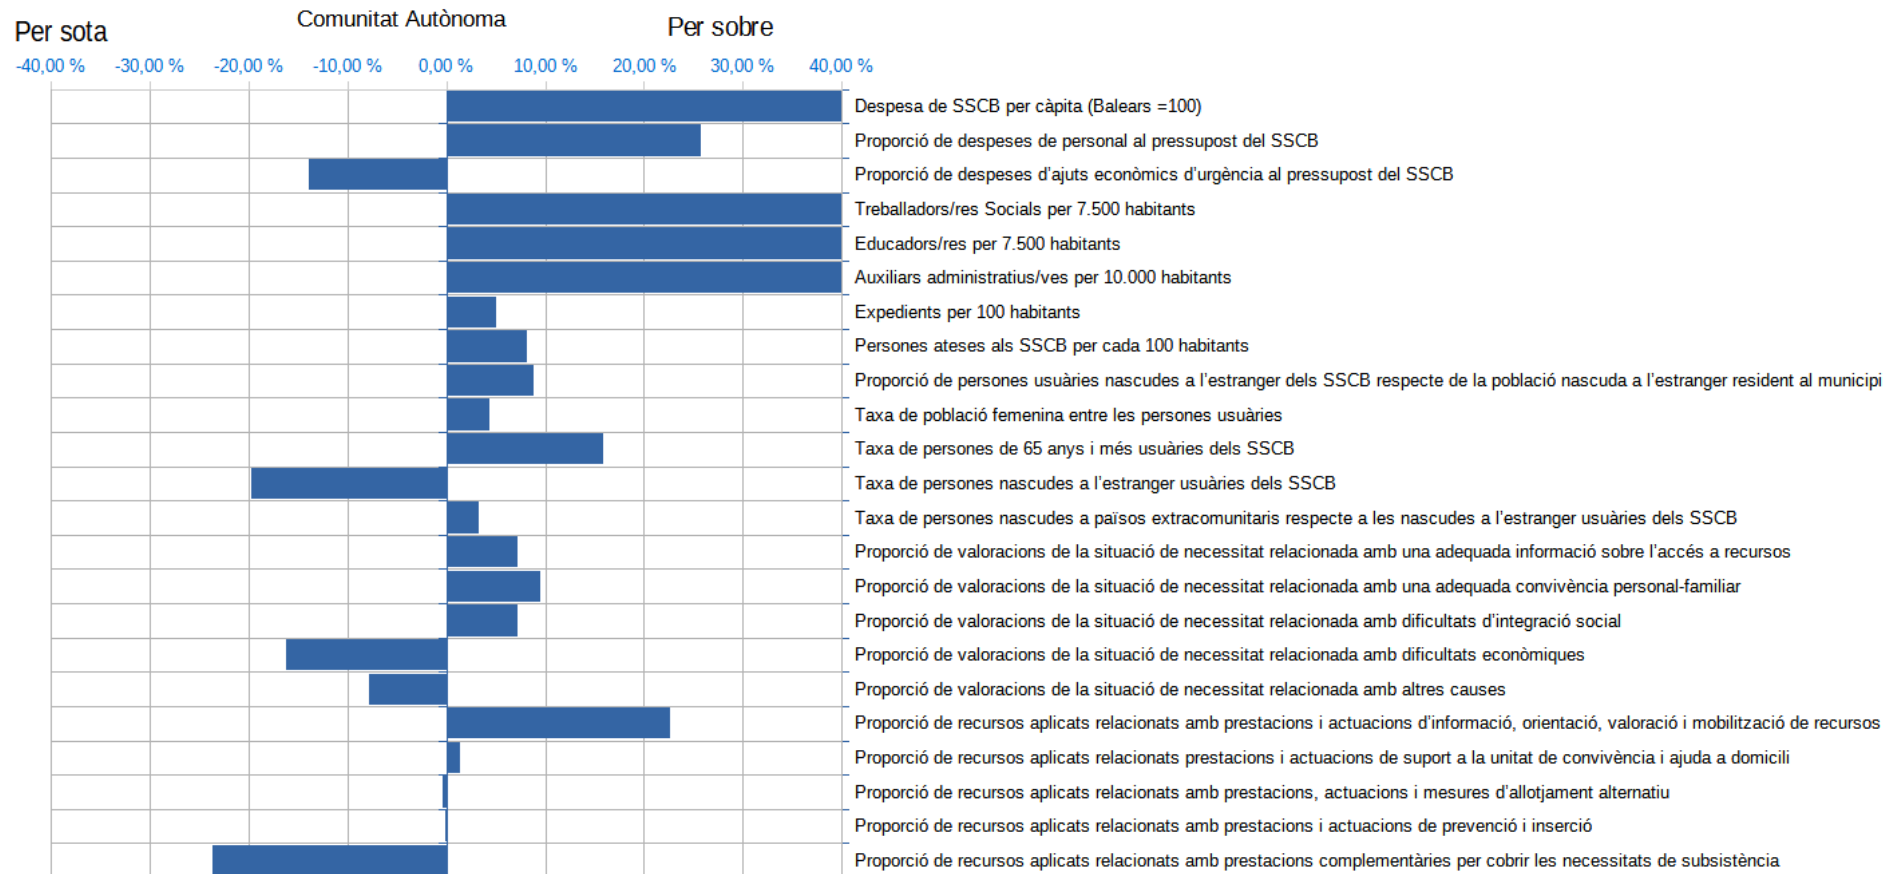 Per sota
Comunitat Autònoma
Per sobre
-40,00 % -30,00 % -20,00 % -10,00 % 0,00 % 10,00 % 20,00 % 30,00 % 40,00 %
Despesa de SSCB per càpita (Balears =100)
Proporció de despeses de personal al pressupost del SSCB
Proporció de despeses d’ajuts econòmics d’urgència al pressupost del SSCB
Treballadors/res Socials per 7.500 habitants
Educadors/res per 7.500 habitants
Auxiliars administratius/ves per 10.000 habitants
Expedients per 100 habitants
Persones ateses als SSCB per cada 100 habitants
Proporció de persones usuàries nascudes a l’estranger dels SSCB respecte de la població nascuda a l’estranger resident al municipi
Taxa de població femenina entre les persones usuàries
Taxa de persones de 65 anys i més usuàries dels SSCB
Taxa de persones nascudes a l’estranger usuàries dels SSCB
Taxa de persones nascudes a països extracomunitaris respecte a les nascudes a l’estranger usuàries dels SSCB
Proporció de valoracions de la situació de necessitat relacionada amb una adequada informació sobre l’accés a recursos
Proporció de valoracions de la situació de necessitat relacionada amb una adequada convivència personal-familiar
Proporció de valoracions de la situació de necessitat relacionada amb dificultats d’integració social
Proporció de valoracions de la situació de necessitat relacionada amb dificultats econòmiques
Proporció de valoracions de la situació de necessitat relacionada amb altres causes
Proporció de recursos aplicats relacionats amb prestacions i actuacions d’informació, orientació, valoració i mobilització de recursos
Proporció de recursos aplicats relacionats prestacions i actuacions de suport a la unitat de convivència i ajuda a domicili
Proporció de recursos aplicats relacionats amb prestacions, actuacions i mesures d’allotjament alternatiu
Proporció de recursos aplicats relacionats amb prestacions i actuacions de prevenció i inserció
Proporció de recursos aplicats relacionats amb prestacions complementàries per cobrir les necessitats de subsistència